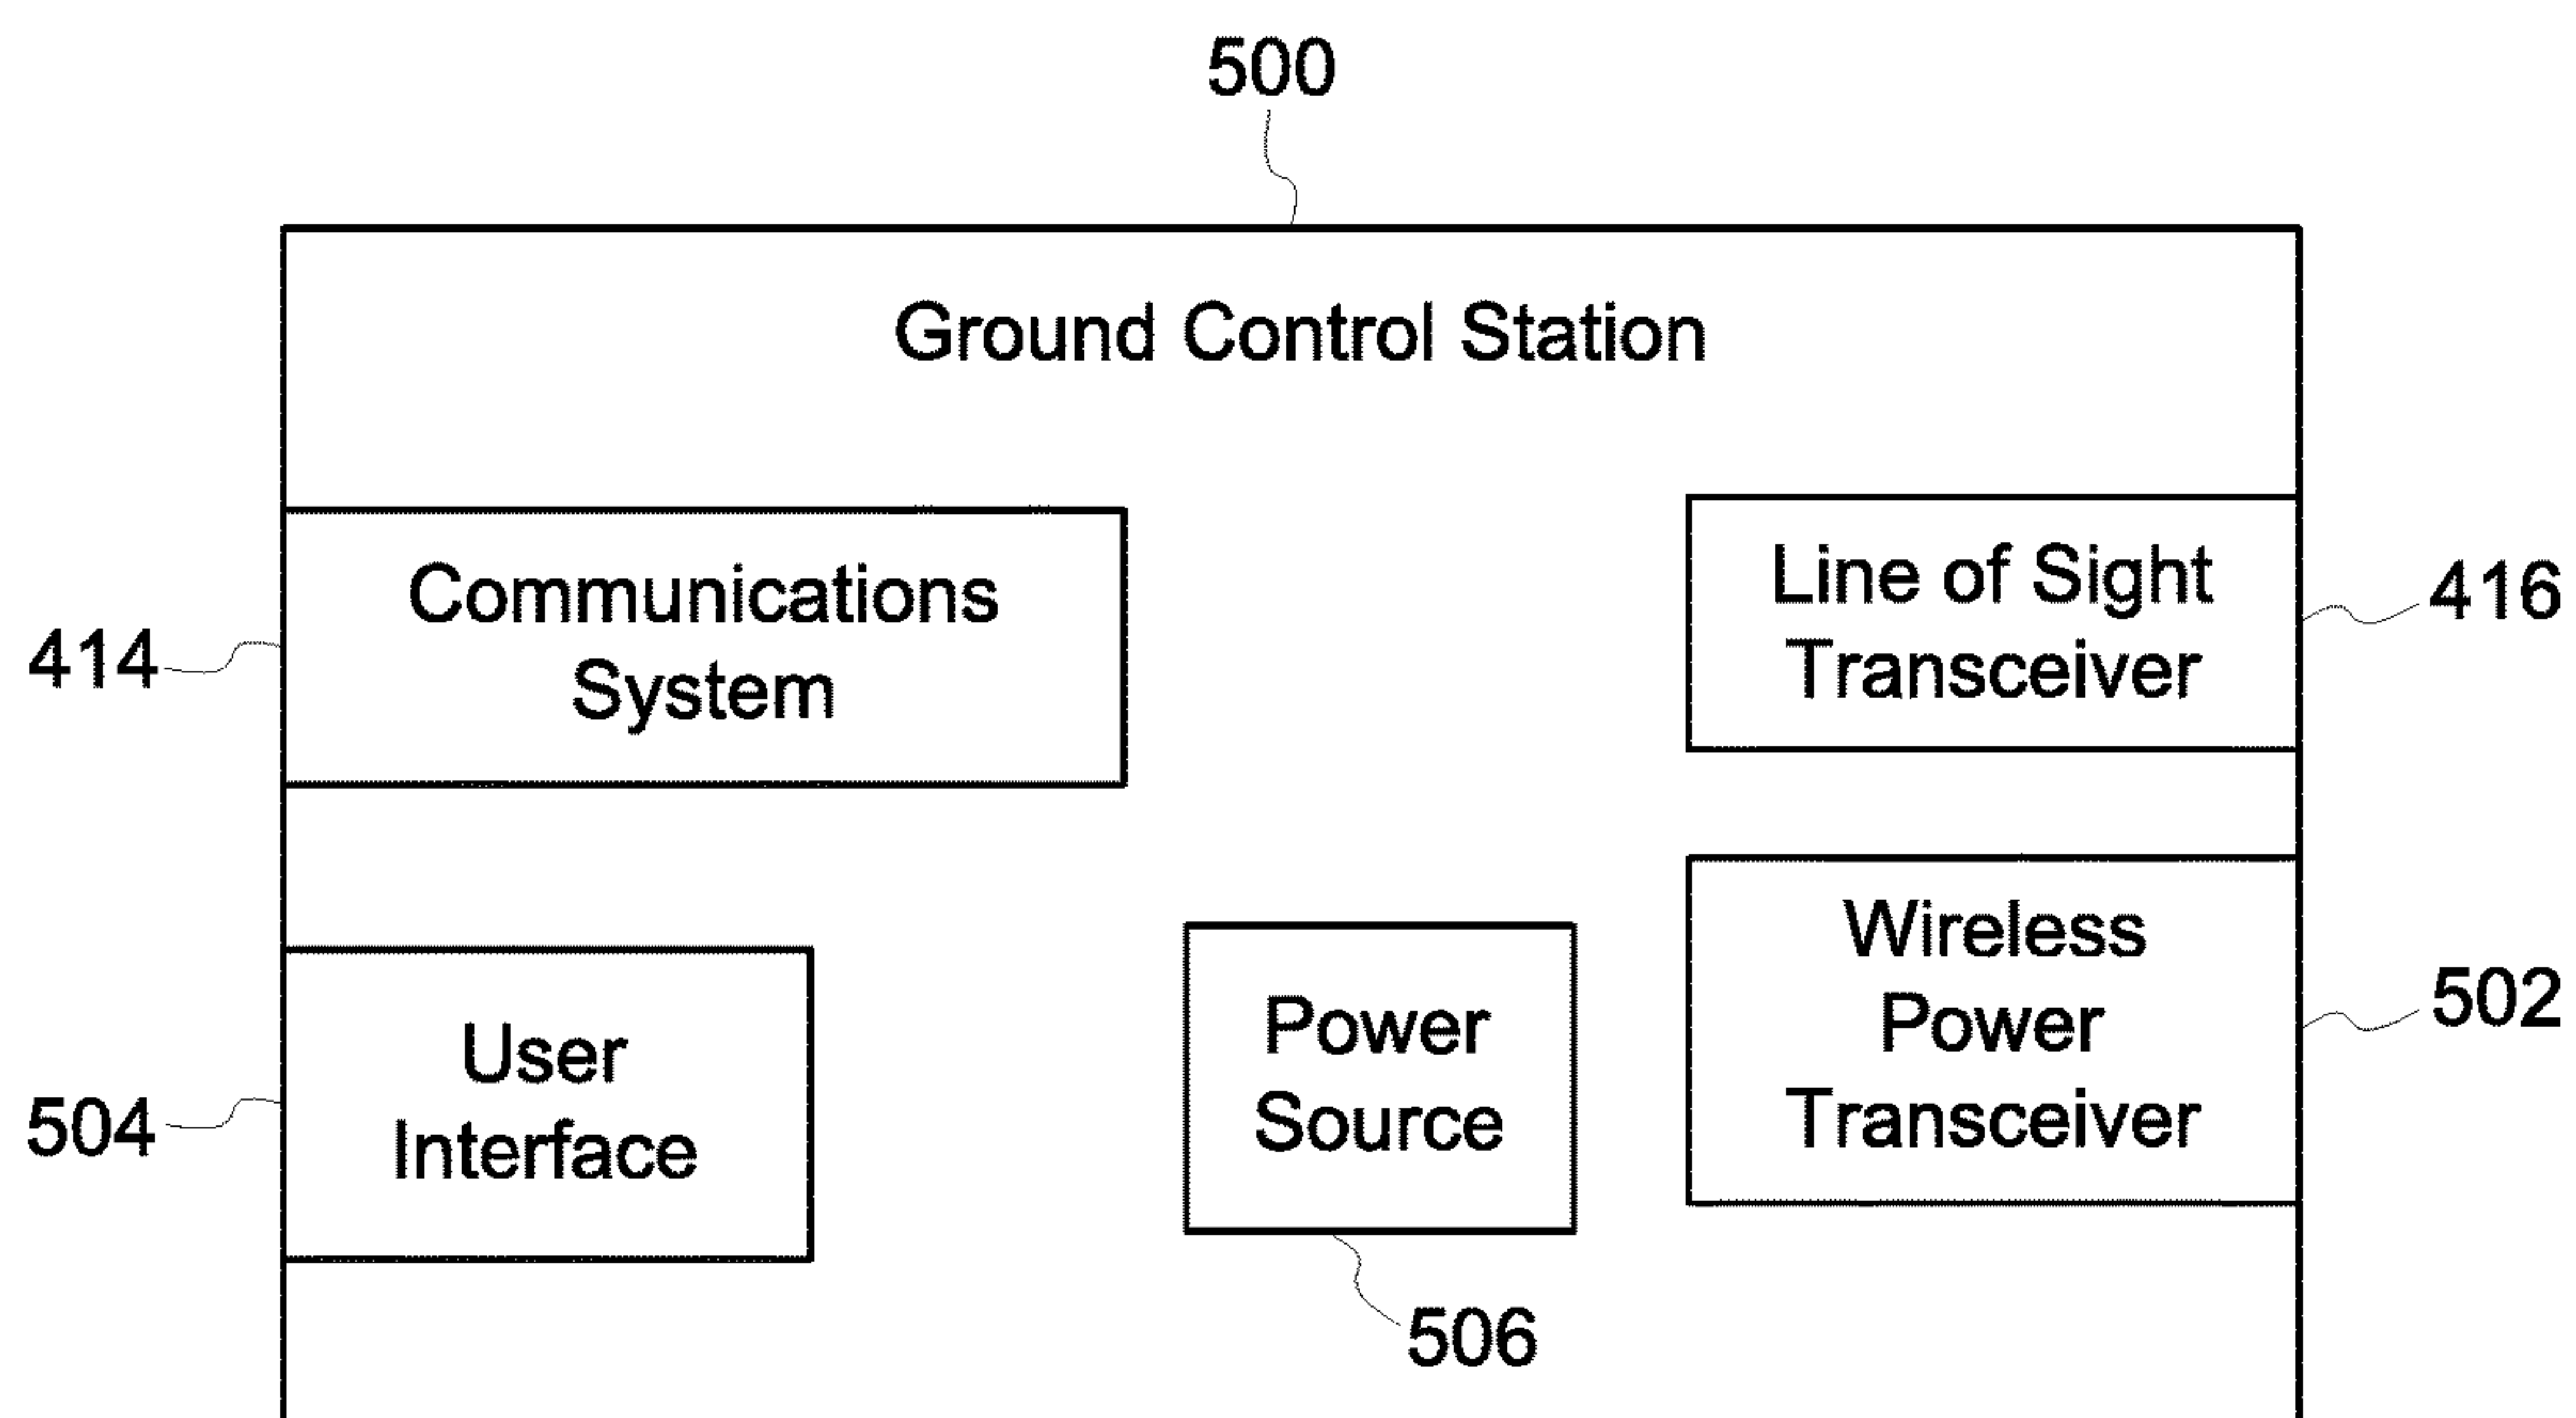 500
Ground Control Station
Communications
System
414
Line of Sight
Transceiver
416
User
Interface
504
Power
Source
506
Wireless
Power
Transceiver
502